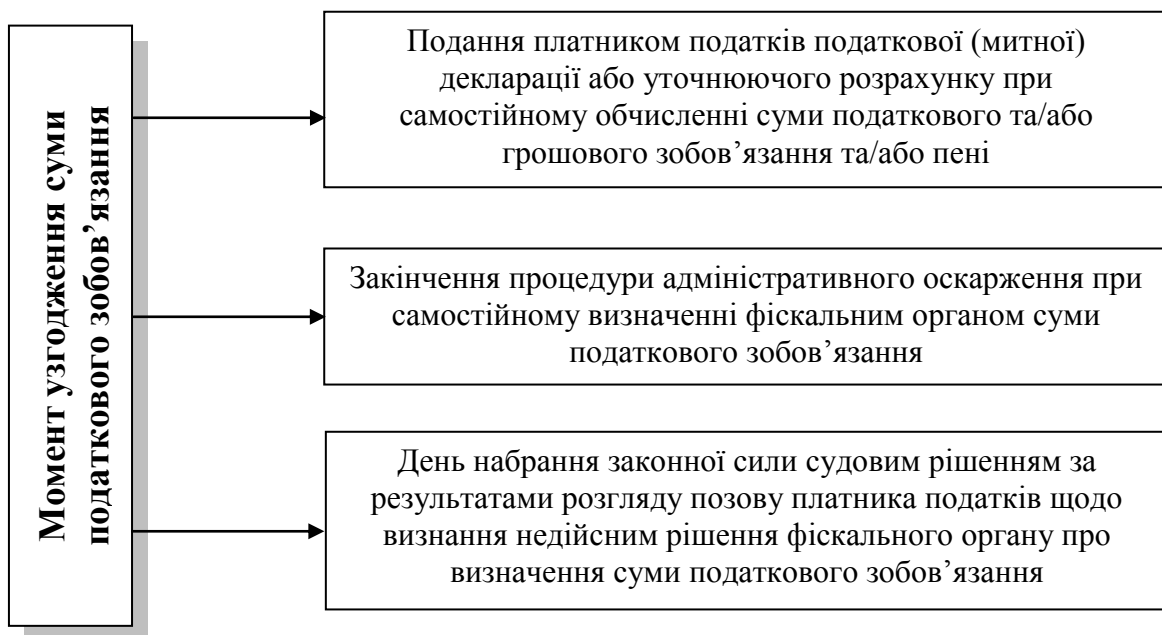 Момент узгодження суми
податкового зобов’язання
Подання платником податків податкової (митної)
декларації або уточнюючого розрахунку при
самостійному обчисленні суми податкового та/або
грошового зобов’язання та/або пені
Закінчення процедури адміністративного оскарження при
самостійному визначенні фіскальним органом суми
податкового зобов’язання
День набрання законної сили судовим рішенням за
результатами розгляду позову платника податків щодо
визнання недійсним рішення фіскального органу про
визначення суми податкового зобов’язання